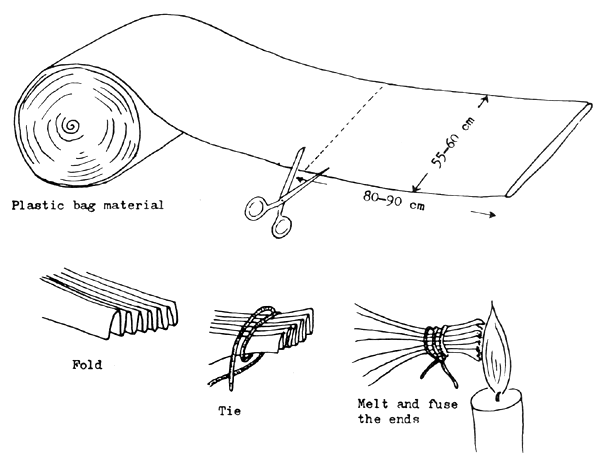 55-60 cm
80-90 cm
Plastic bag material
Fold
Tie
Melt and fuse
the ends